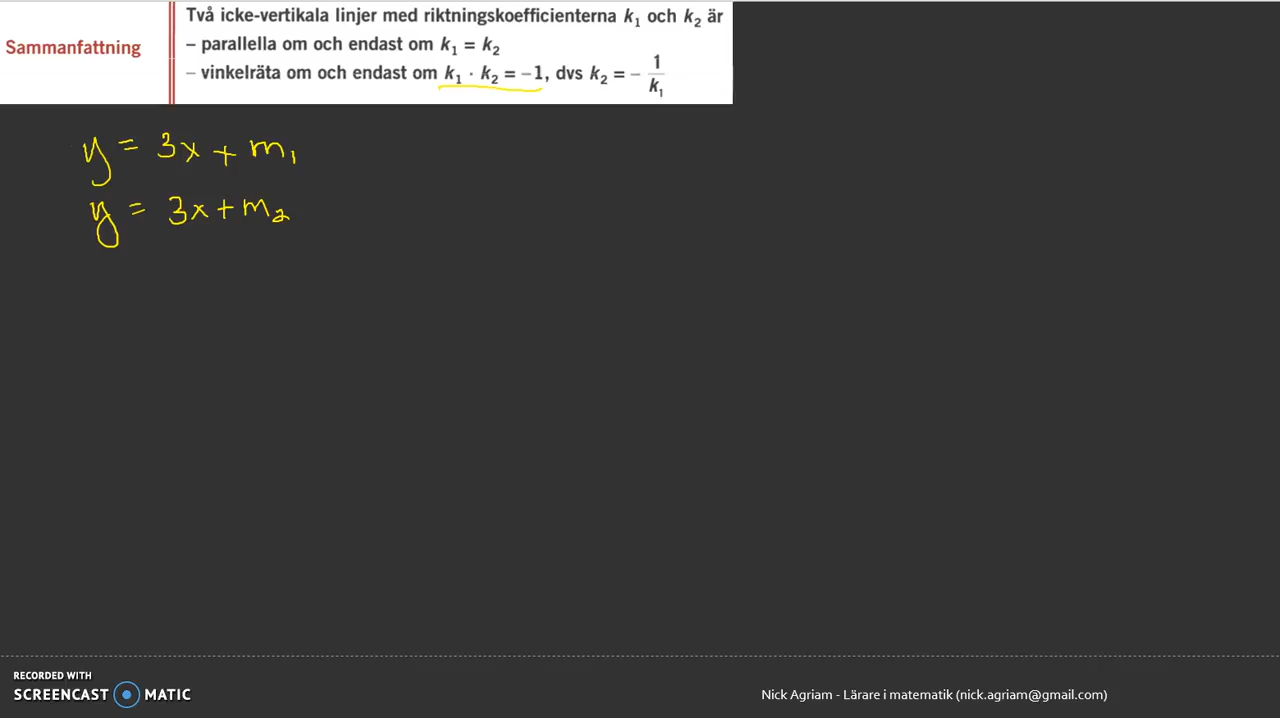 Sammanfattning
Två icke-vertikala linjer med riktningskoefficienterna k₁ och k₂ är
– parallella om och endast om k₁ = k₂
– vinkelräta om och endast om k₁ · k₂ = −1, dvs k₂ = − 1/k₁
y = 3x + m₁
y = 3x + m₂
RECORDED WITH
SCREENCAST MATIC
Nick Agriam - Lärare i matematik (nick.agriam@gmail.com)